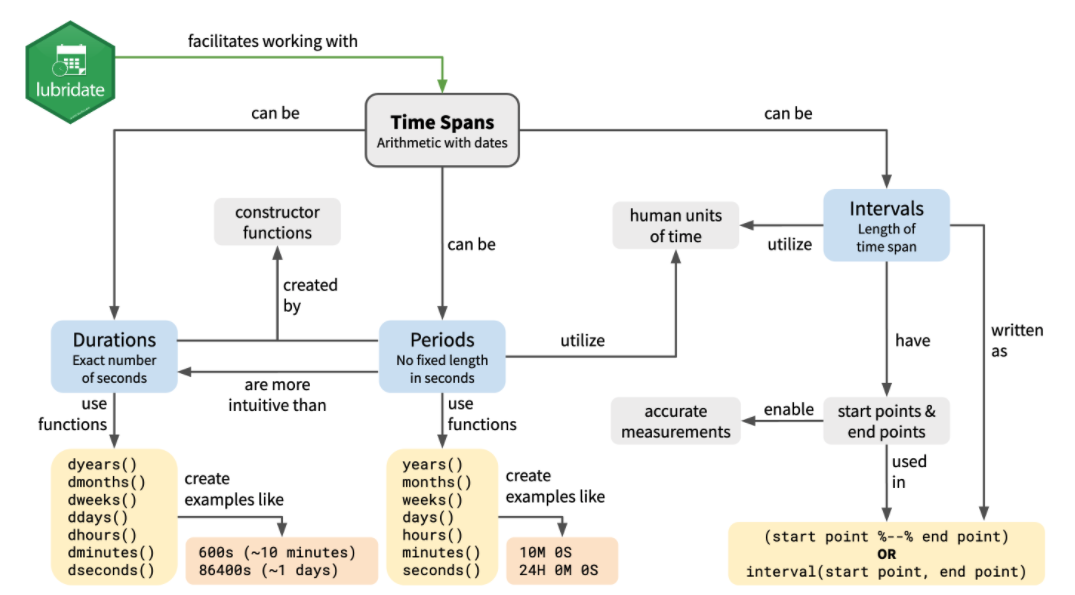 facilitates working with
lubridate
can be
Time Spans
Arithmetic with dates
can be
constructor
functions
can be
human units
of time
utilize
Intervals
Length of
time span
created
by
Durations
Exact number
of seconds
Periods
No fixed length
in seconds
utilize
have
written
as
are more
intuitive than
use
functions
use
functions
accurate
measurements
enable
start points &
end points
dyears()
dmonths()
dweeks()
ddays()
dhours()
dminutes()
dseconds()
create
examples like
600s (~10 minutes)
86400s (~1 days)
years()
months()
weeks()
days()
hours()
minutes()
seconds()
create
examples like
10M 0S
24H 0M 0S
used
in
(start point %--% end point)
OR
interval(start point, end point)